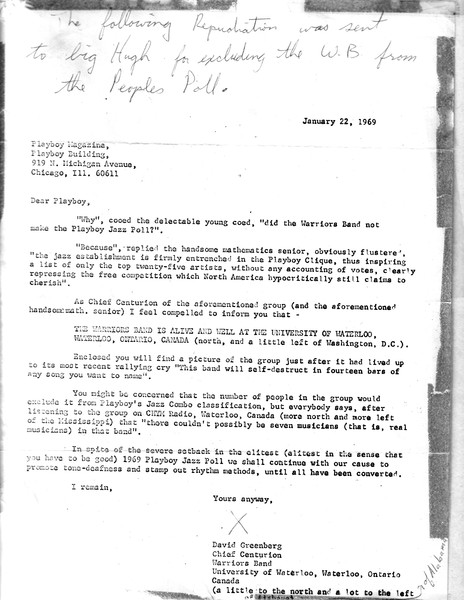 The following Repudiation was sent
to big Hugh for excluding the W.B from
the Peoples Poll.
January 22, 1969
Playboy Magazine,
Playboy Building,
919 N. Michigan Avenue,
Chicago, Ill. 60611
Dear Playboy,
"Why", cooed the delectable young coed, "did the Warriors Band not
make the Playboy Jazz Poll?".
"Because", replied the handsome mathematics senior, obviously flustered,
"the jazz establishment is firmly entrenched in the Playboy Clique, thus inspiring
a list of only the top twenty-five artists, without any accounting of votes, clearly
repressing the free competition which North America hypocritically still claims to
cherish".
As Chief Centurion of the aforementioned group (and the aforementioned
handsome math. senior) I feel compelled to inform you that -
THE WARRIORS BAND IS ALIVE AND WELL AT THE UNIVERSITY OF WATERLOO,
WATERLOO, ONTARIO, CANADA (north, and a little left of Washington, D.C.).
Enclosed you will find a picture of the group just after it had lived up
to its most recent rallying cry "This band will self-destruct in fourteen bars of
any song you want to name".
You might be concerned that the number of people in the group would
exclude it from Playboy's Jazz Combo classification, but everybody says, after
listening to the group on CHYM Radio, Waterloo, Canada (more north and more left
of the Mississippi) that "there couldn't possibly be seven musicians (that is, real
musicians) in that band".
In spite of the severe setback in the elitest (elitest in the sense that
you have to be good) 1969 Playboy Jazz Poll we shall continue with our cause to
promote tone-deafness and stamp out rhythm methods, until all have been converted.
I remain,
Yours anyway,
X
David Greenberg
Chief Centurion
Warriors Band
University of Waterloo, Waterloo, Ontario
Canada
(a little to the north and a lot to the left
of Alabama